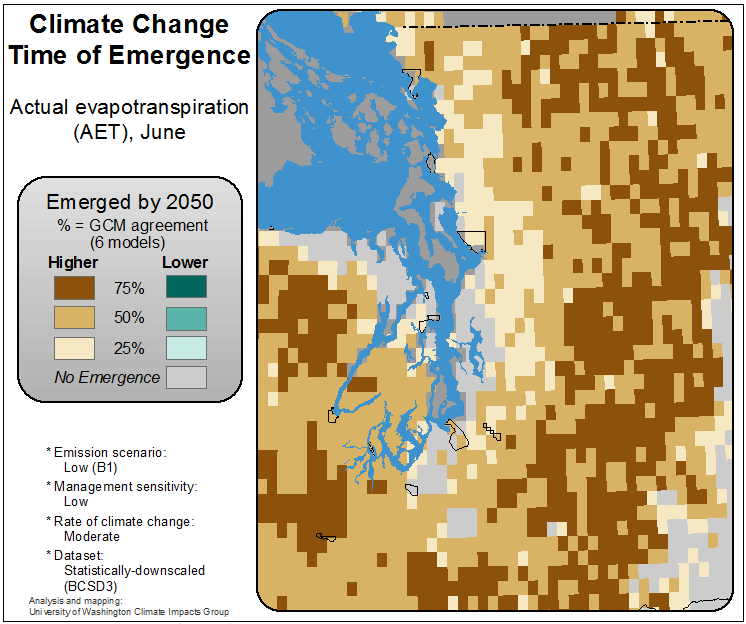 Climate Change
Time of Emergence
Actual evapotranspiration
(AET), June
Emerged by 2050
% = GCM agreement
(6 models)
Higher Lower
75%
50%
25%
No Emergence
* Emission scenario:
Low (B1)
* Management sensitivity:
Low
* Rate of climate change:
Moderate
* Dataset:
Statistically-downscaled
(BCSD3)
Analysis and mapping:
University of Washington Climate Impacts Group